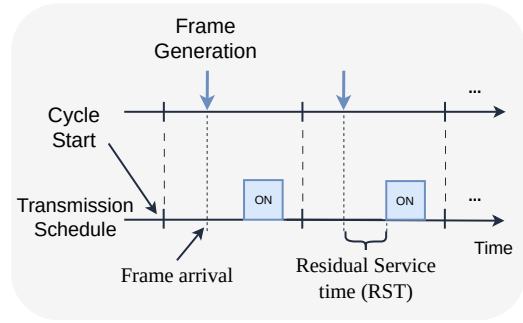 Frame
Generation
...
Cycle
Start
ON
ON
...
Transmission
Schedule
Time
Frame arrival
Residual Service
time (RST)